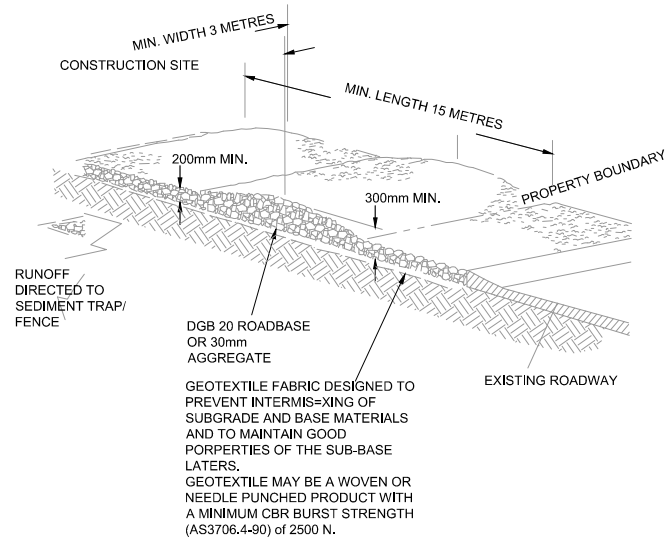 MIN. WIDTH 3 METRES
CONSTRUCTION SITE
MIN. LENGTH 15 METRES
200mm MIN.
300mm MIN.
PROPERTY BOUNDARY
RUNOFF
DIRECTED TO
SEDIMENT TRAP/
FENCE
DGB 20 ROADBASE
OR 30mm
AGGREGATE
EXISTING ROADWAY
GEOTEXTILE FABRIC DESIGNED TO
PREVENT INTERMIS=XING OF
SUBGRADE AND BASE MATERIALS
AND TO MAINTAIN GOOD
PORPERTIES OF THE SUB-BASE
LATERS.
GEOTEXTILE MAY BE A WOVEN OR
NEEDLE PUNCHED PRODUCT WITH
A MINIMUM CBR BURST STRENGTH
(AS3706.4-90) of 2500 N.